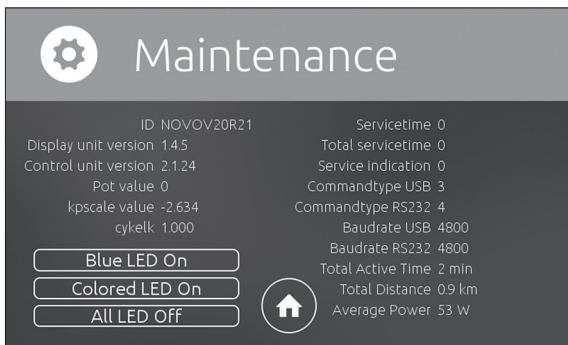 Maintenance
ID NOVOV20R21
Display unit version 1.4.5
Control unit version 2.1.24
Pot value 0
kpscale value -2.634
cykelk 1.000
Blue LED On
Colored LED On
All LED Off
Servicetime 0
Total servicetime 0
Service indication 0
Commandtype USB 3
Commandtype RS232 4
Baudrate USB 4800
Baudrate RS232 4800
Total Active Time 2 min
Total Distance 0.9 km
Average Power 53 W